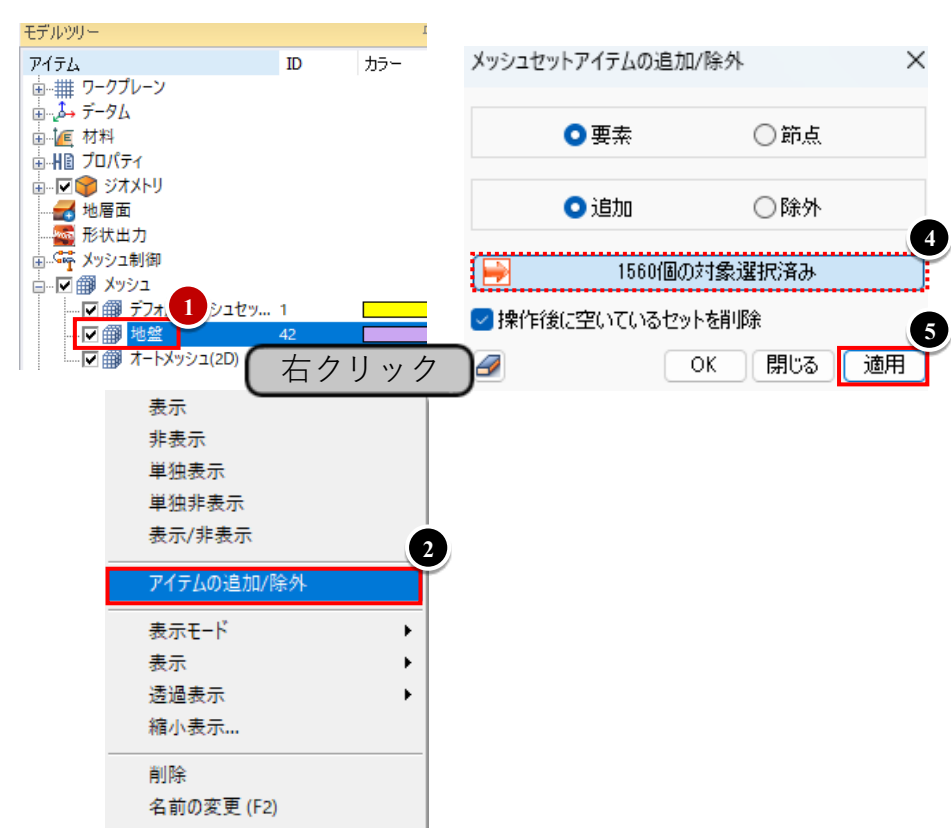 モデルツリー
アイテム ID カラー
ワークプレーン
データム
材料
プロパティ
ジオメトリ
地層面
形状出力
メッシュ制御
メッシュ
デフォ シュセッ... 1
1
地盤 42
オートメッシュ(2D)
右クリック
表示
非表示
単独表示
単独非表示
表示/非表示
2
アイテムの追加/除外
表示モード
表示
透過表示
縮小表示...
削除
名前の変更 (F2)
メッシュセットアイテムの追加/除外
要素 節点
追加 除外
4
1560個の対象選択済み
操作後に空いているセットを削除
5
OK 閉じる 適用